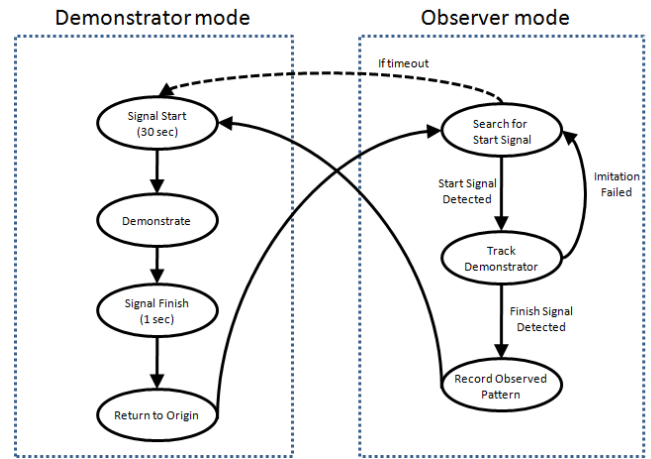 Demonstrator mode
Observer mode
If timeout
Signal Start
(30 sec)
Search for
Start Signal
Start Signal
Detected
Imitation
Failed
Demonstrate
Track
Demonstrator
Signal Finish
(1 sec)
Finish Signal
Detected
Record Observed
Pattern
Return to Origin